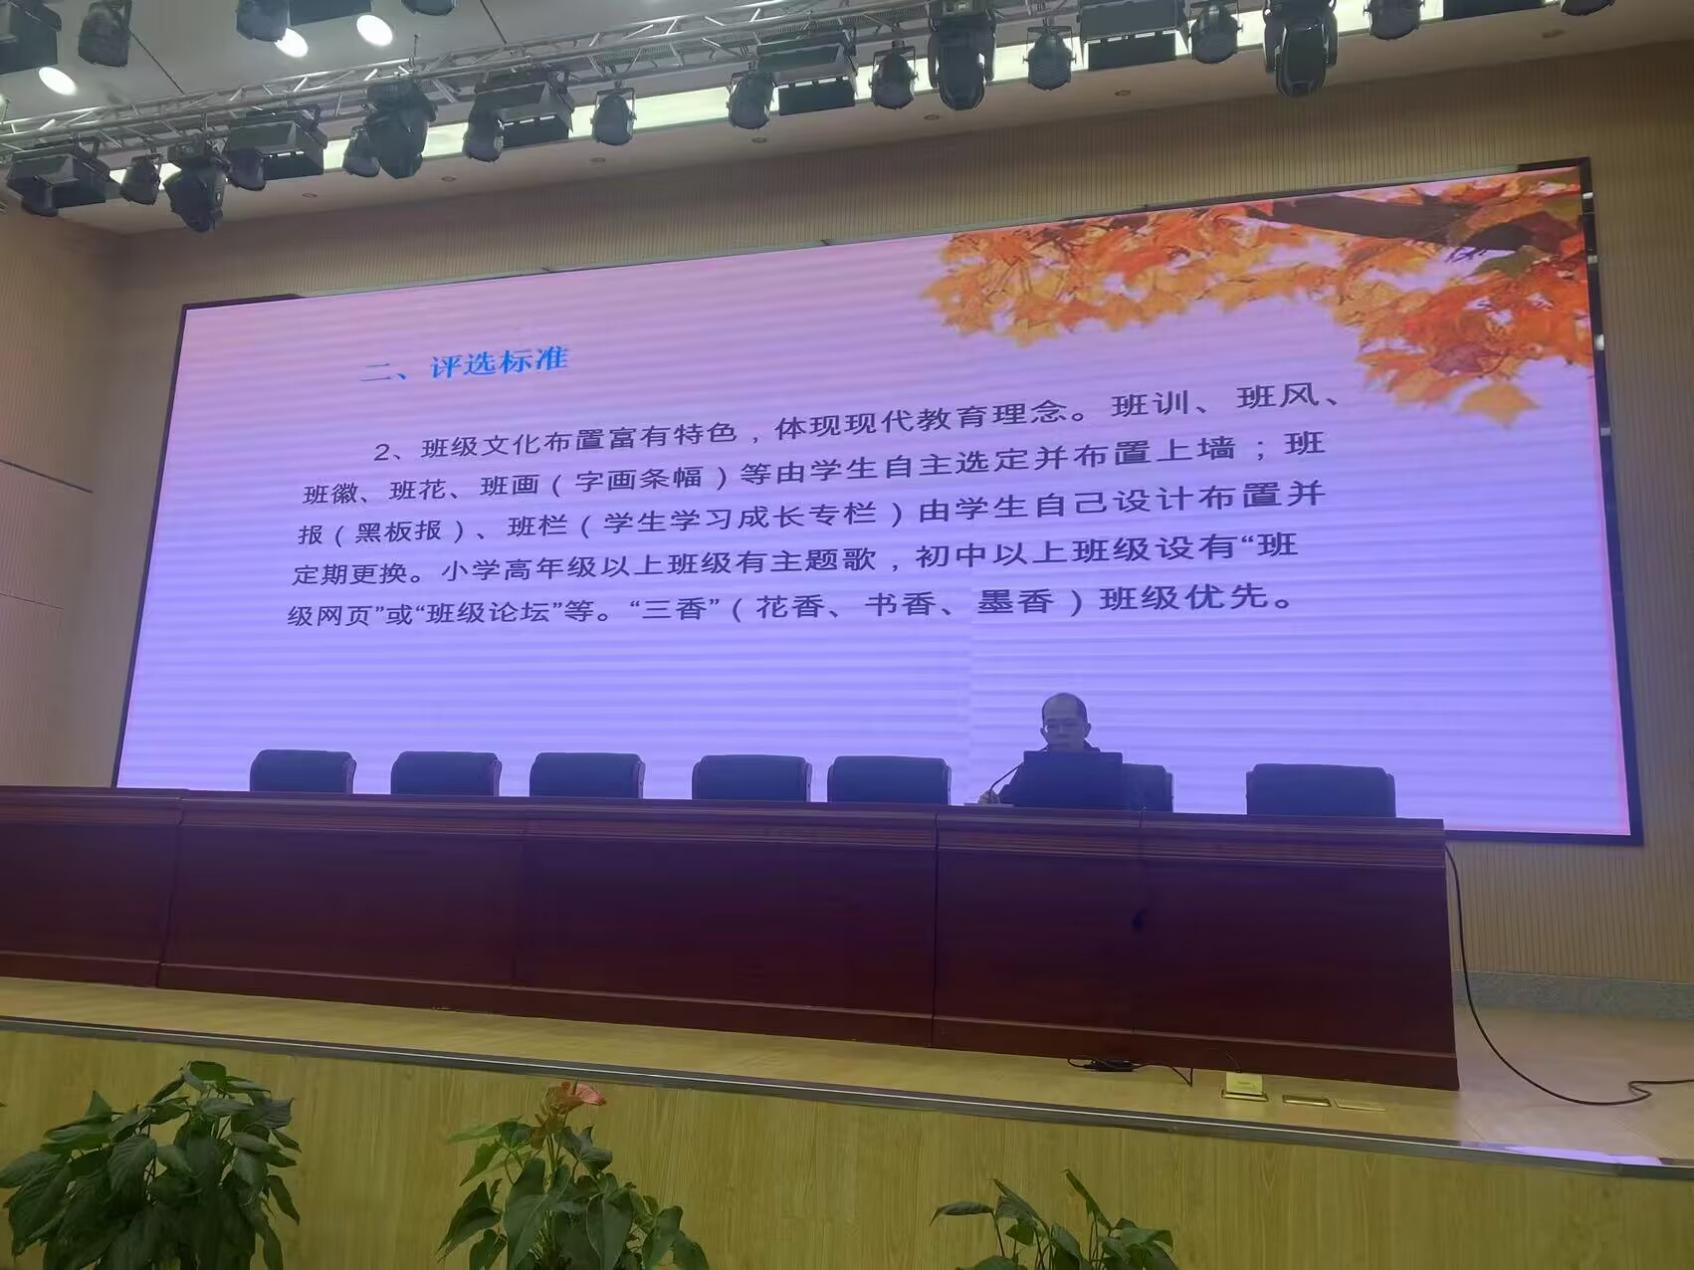 二、评选标准
2、班级文化布置富有特色，体现现代教育理念。班训、班风、
班徽、班花、班画（字画条幅）等由学生自主选定并布置上墙；班
报（黑板报）、班栏（学生学习成长专栏）由学生自己设计布置并
定期更换。小学高年级以上班级有主题歌，初中以上班级设有“班
级网页”或“班级论坛”等。“三香”（花香、书香、墨香）班级优先。